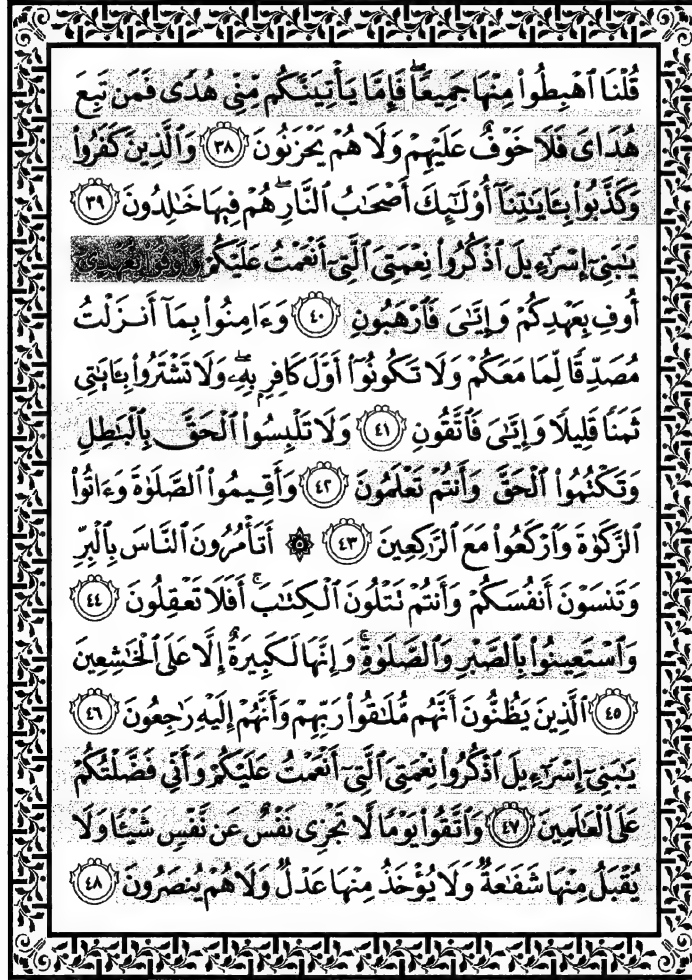 قُلْنَا ٱهْبِطُوا۟ مِنْهَا جَمِيعًا ۖ فَإِمَّا يَأْتِيَنَّكُم مِّنِّى هُدًى فَمَن تَبِعَ
هُدَاىَ فَلَا خَوْفٌ عَلَيْهِمْ وَلَا هُمْ يَحْزَنُونَ ٣٨ وَٱلَّذِينَ كَفَرُوا۟
وَكَذَّبُوا۟ بِـَٔايَـٰتِنَآ أُو۟لَـٰٓئِكَ أَصْحَـٰبُ ٱلنَّارِ ۖ هُمْ فِيهَا خَـٰلِدُونَ ٣٩
يَـٰبَنِىٓ إِسْرَٰٓءِيلَ ٱذْكُرُوا۟ نِعْمَتِىَ ٱلَّتِىٓ أَنْعَمْتُ عَلَيْكُمْ وَأَوْفُوا۟ بِعَهْدِىٓ
أُوفِ بِعَهْدِكُمْ وَإِيَّـٰىَ فَٱرْهَبُونِ ٤٠ وَءَامِنُوا۟ بِمَآ أَنزَلْتُ
مُصَدِّقًا لِّمَا مَعَكُمْ وَلَا تَكُونُوٓا۟ أَوَّلَ كَافِرٍۭ بِهِۦ ۖ وَلَا تَشْتَرُوا۟ بِـَٔايَـٰتِى
ثَمَنًا قَلِيلًا وَإِيَّـٰىَ فَٱتَّقُونِ ٤١ وَلَا تَلْبِسُوا۟ ٱلْحَقَّ بِٱلْبَـٰطِلِ
وَتَكْتُمُوا۟ ٱلْحَقَّ وَأَنتُمْ تَعْلَمُونَ ٤٢ وَأَقِيمُوا۟ ٱلصَّلَوٰةَ وَءَاتُوا۟
ٱلزَّكَوٰةَ وَٱرْكَعُوا۟ مَعَ ٱلرَّٰكِعِينَ ٤٣ ۞ أَتَأْمُرُونَ ٱلنَّاسَ بِٱلْبِرِّ
وَتَنسَوْنَ أَنفُسَكُمْ وَأَنتُمْ تَتْلُونَ ٱلْكِتَـٰبَ ۚ أَفَلَا تَعْقِلُونَ ٤٤
وَٱسْتَعِينُوا۟ بِٱلصَّبْرِ وَٱلصَّلَوٰةِ ۚ وَإِنَّهَا لَكَبِيرَةٌ إِلَّا عَلَى ٱلْخَـٰشِعِينَ
٤٥ ٱلَّذِينَ يَظُنُّونَ أَنَّهُم مُّلَـٰقُوا۟ رَبِّهِمْ وَأَنَّهُمْ إِلَيْهِ رَٰجِعُونَ ٤٦
يَـٰبَنِىٓ إِسْرَٰٓءِيلَ ٱذْكُرُوا۟ نِعْمَتِىَ ٱلَّتِىٓ أَنْعَمْتُ عَلَيْكُمْ وَأَنِّى فَضَّلْتُكُمْ
عَلَى ٱلْعَـٰلَمِينَ ٤٧ وَٱتَّقُوا۟ يَوْمًا لَّا تَجْزِى نَفْسٌ عَن نَّفْسٍ شَيْـًٔا وَلَا
يُقْبَلُ مِنْهَا شَفَـٰعَةٌ وَلَا يُؤْخَذُ مِنْهَا عَدْلٌ وَلَا هُمْ يُنصَرُونَ ٤٨